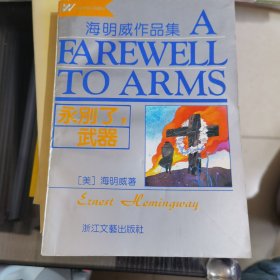 海明威作品集
A
FAREWELL
TO ARMS
永别了,
武器
〔美〕海明威著
Ernest Hemingway
浙江文艺出版社